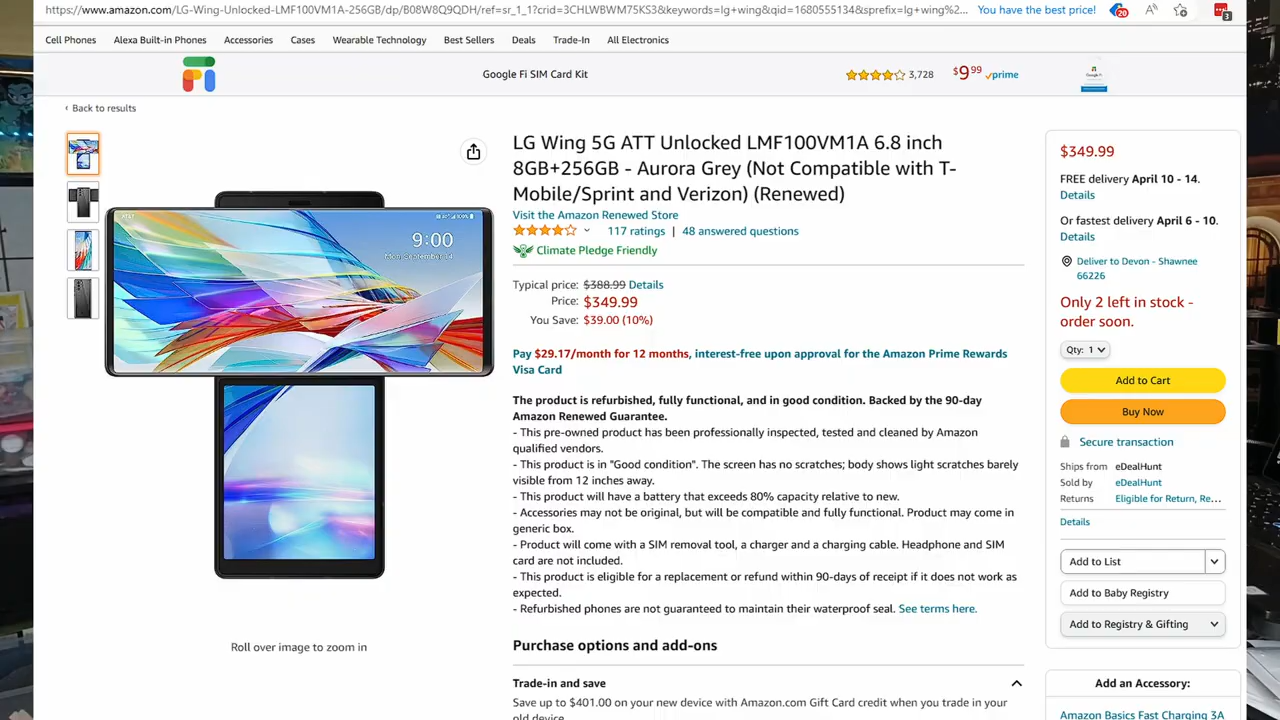 https://www.amazon.com/LG-Wing-Unlocked-LMF100VM1A-256GB/dp/B08W8Q9QDH/ref=sr_1_1?crid=3CHLWBWM75KS3&keywords=lg+wing&qid=1680555134&sprefix=lg+wing%2...
You have the best price!
20
3
Cell Phones Alexa Built-in Phones Accessories Cases Wearable Technology Best Sellers Deals Trade-In All Electronics
Google Fi SIM Card Kit 3,728 $9.99 prime
‹ Back to results
LG Wing 5G ATT Unlocked LMF100VM1A 6.8 inch
8GB+256GB - Aurora Grey (Not Compatible with T-
Mobile/Sprint and Verizon) (Renewed)
Visit the Amazon Renewed Store
117 ratings | 48 answered questions
Climate Pledge Friendly
Typical price: $388.99 Details
Price: $349.99
You Save: $39.00 (10%)
Pay $29.17/month for 12 months, interest-free upon approval for the Amazon Prime Rewards
Visa Card
The product is refurbished, fully functional, and in good condition. Backed by the 90-day
Amazon Renewed Guarantee.
- This pre-owned product has been professionally inspected, tested and cleaned by Amazon
qualified vendors.
- This product is in "Good condition". The screen has no scratches; body shows light scratches barely
visible from 12 inches away.
- This product will have a battery that exceeds 80% capacity relative to new.
- Accessories may not be original, but will be compatible and fully functional. Product may come in
generic box.
- Product will come with a SIM removal tool, a charger and a charging cable. Headphone and SIM
card are not included.
- This product is eligible for a replacement or refund within 90-days of receipt if it does not work as
expected.
- Refurbished phones are not guaranteed to maintain their waterproof seal. See terms here.
Purchase options and add-ons
Trade-in and save
Save up to $401.00 on your new device with Amazon.com Gift Card credit when you trade in your
old device.
AT&T
9:00
Mon, September 14
Roll over image to zoom in
$349.99
FREE delivery April 10 - 14.
Details
Or fastest delivery April 6 - 10.
Details
Deliver to Devon - Shawnee
66226
Only 2 left in stock -
order soon.
Qty: 1
Add to Cart
Buy Now
Secure transaction
Ships from eDealHunt
Sold by eDealHunt
Returns Eligible for Return, Re...
Details
Add to List
Add to Baby Registry
Add to Registry & Gifting
Add an Accessory:
Amazon Basics Fast Charging 3A